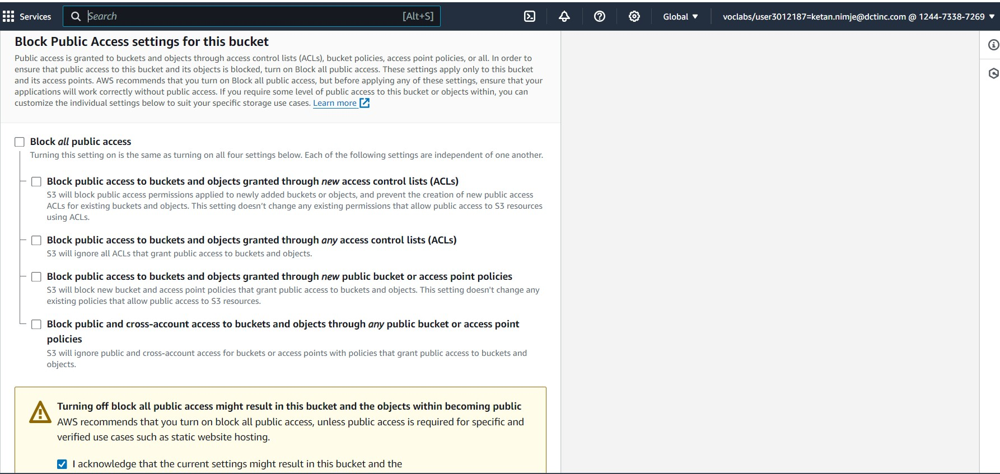 Services
Search
[Alt+S]
Global
voclabs/user3012187=ketan.nimje@dctinc.com @ 1244-7338-7269
Block Public Access settings for this bucket
Public access is granted to buckets and objects through access control lists (ACLs), bucket policies, access point policies, or all. In order to
ensure that public access to this bucket and its objects is blocked, turn on Block all public access. These settings apply only to this bucket
and its access points. AWS recommends that you turn on Block all public access, but before applying any of these settings, ensure that your
applications will work correctly without public access. If you require some level of public access to this bucket or objects within, you can
customize the individual settings below to suit your specific storage use cases. Learn more
Block all public access
Turning this setting on is the same as turning on all four settings below. Each of the following settings are independent of one another.
Block public access to buckets and objects granted through new access control lists (ACLs)
S3 will block public access permissions applied to newly added buckets or objects, and prevent the creation of new public access
ACLs for existing buckets and objects. This setting doesn't change any existing permissions that allow public access to S3 resources
using ACLs.
Block public access to buckets and objects granted through any access control lists (ACLs)
S3 will ignore all ACLs that grant public access to buckets and objects.
Block public access to buckets and objects granted through new public bucket or access point policies
S3 will block new bucket and access point policies that grant public access to buckets and objects. This setting doesn't change any
existing policies that allow public access to S3 resources.
Block public and cross-account access to buckets and objects through any public bucket or access point
policies
S3 will ignore public and cross-account access for buckets or access points with policies that grant public access to buckets and
objects.
Turning off block all public access might result in this bucket and the objects within becoming public
AWS recommends that you turn on block all public access, unless public access is required for specific and
verified use cases such as static website hosting.
I acknowledge that the current settings might result in this bucket and the